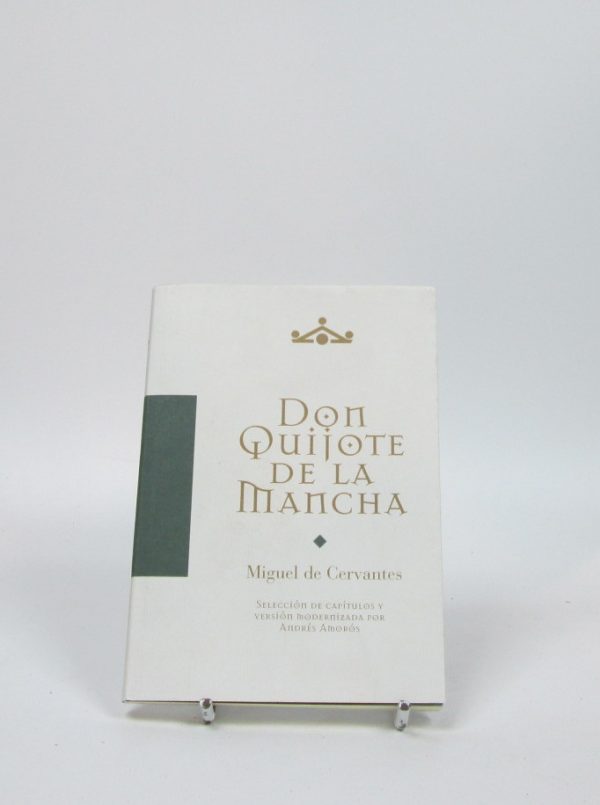 Don
Quijote
de la
Mancha
Miguel de Cervantes
Selección de capítulos y
versión modernizada por
Andrés Amorós